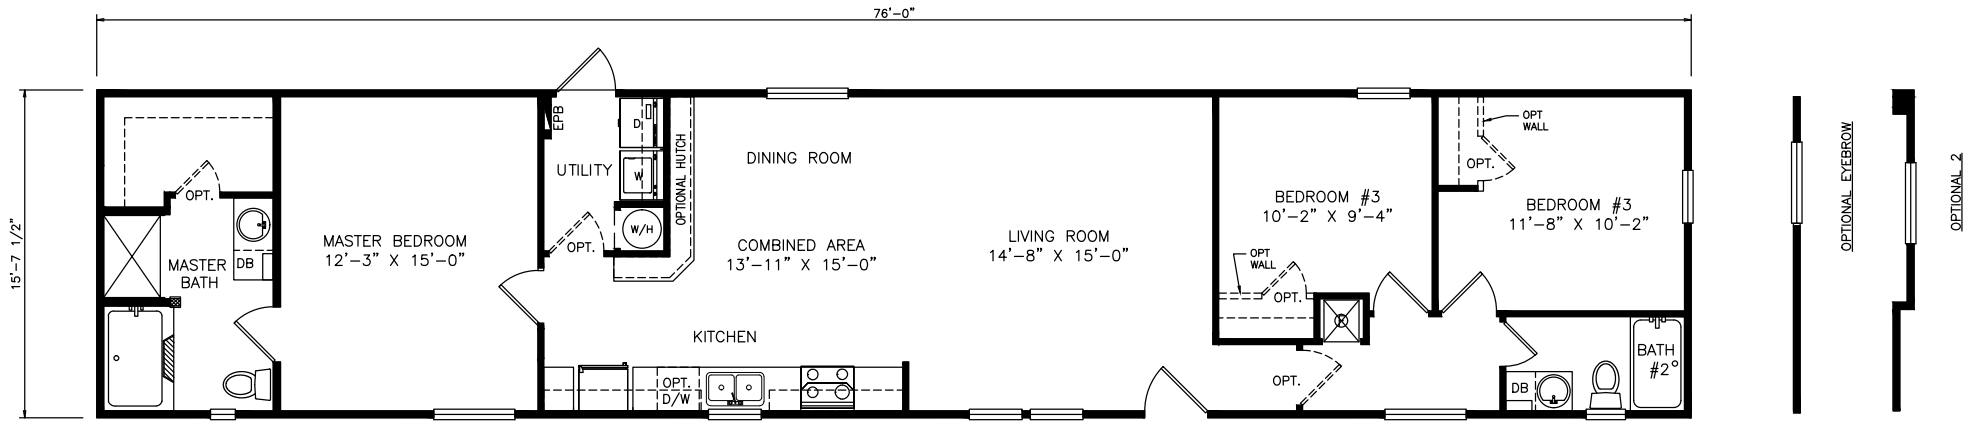 76'-0"
15'-7 1/2"
OPT.
MASTER
BATH
DB
MASTER BEDROOM
12'-3" X 15'-0"
EPB
UTILITY
D
W
W/H
OPT.
OPTIONAL HUTCH
DINING ROOM
COMBINED AREA
13'-11" X 15'-0"
KITCHEN
OPT.
D/W
LIVING ROOM
14'-8" X 15'-0"
BEDROOM #3
10'-2" X 9'-4"
OPT
WALL
OPT.
OPT.
OPT
WALL
OPT.
BEDROOM #3
11'-8" X 10'-2"
BATH
#2
DB
OPTIONAL EYEBROW
OPTIONAL 2